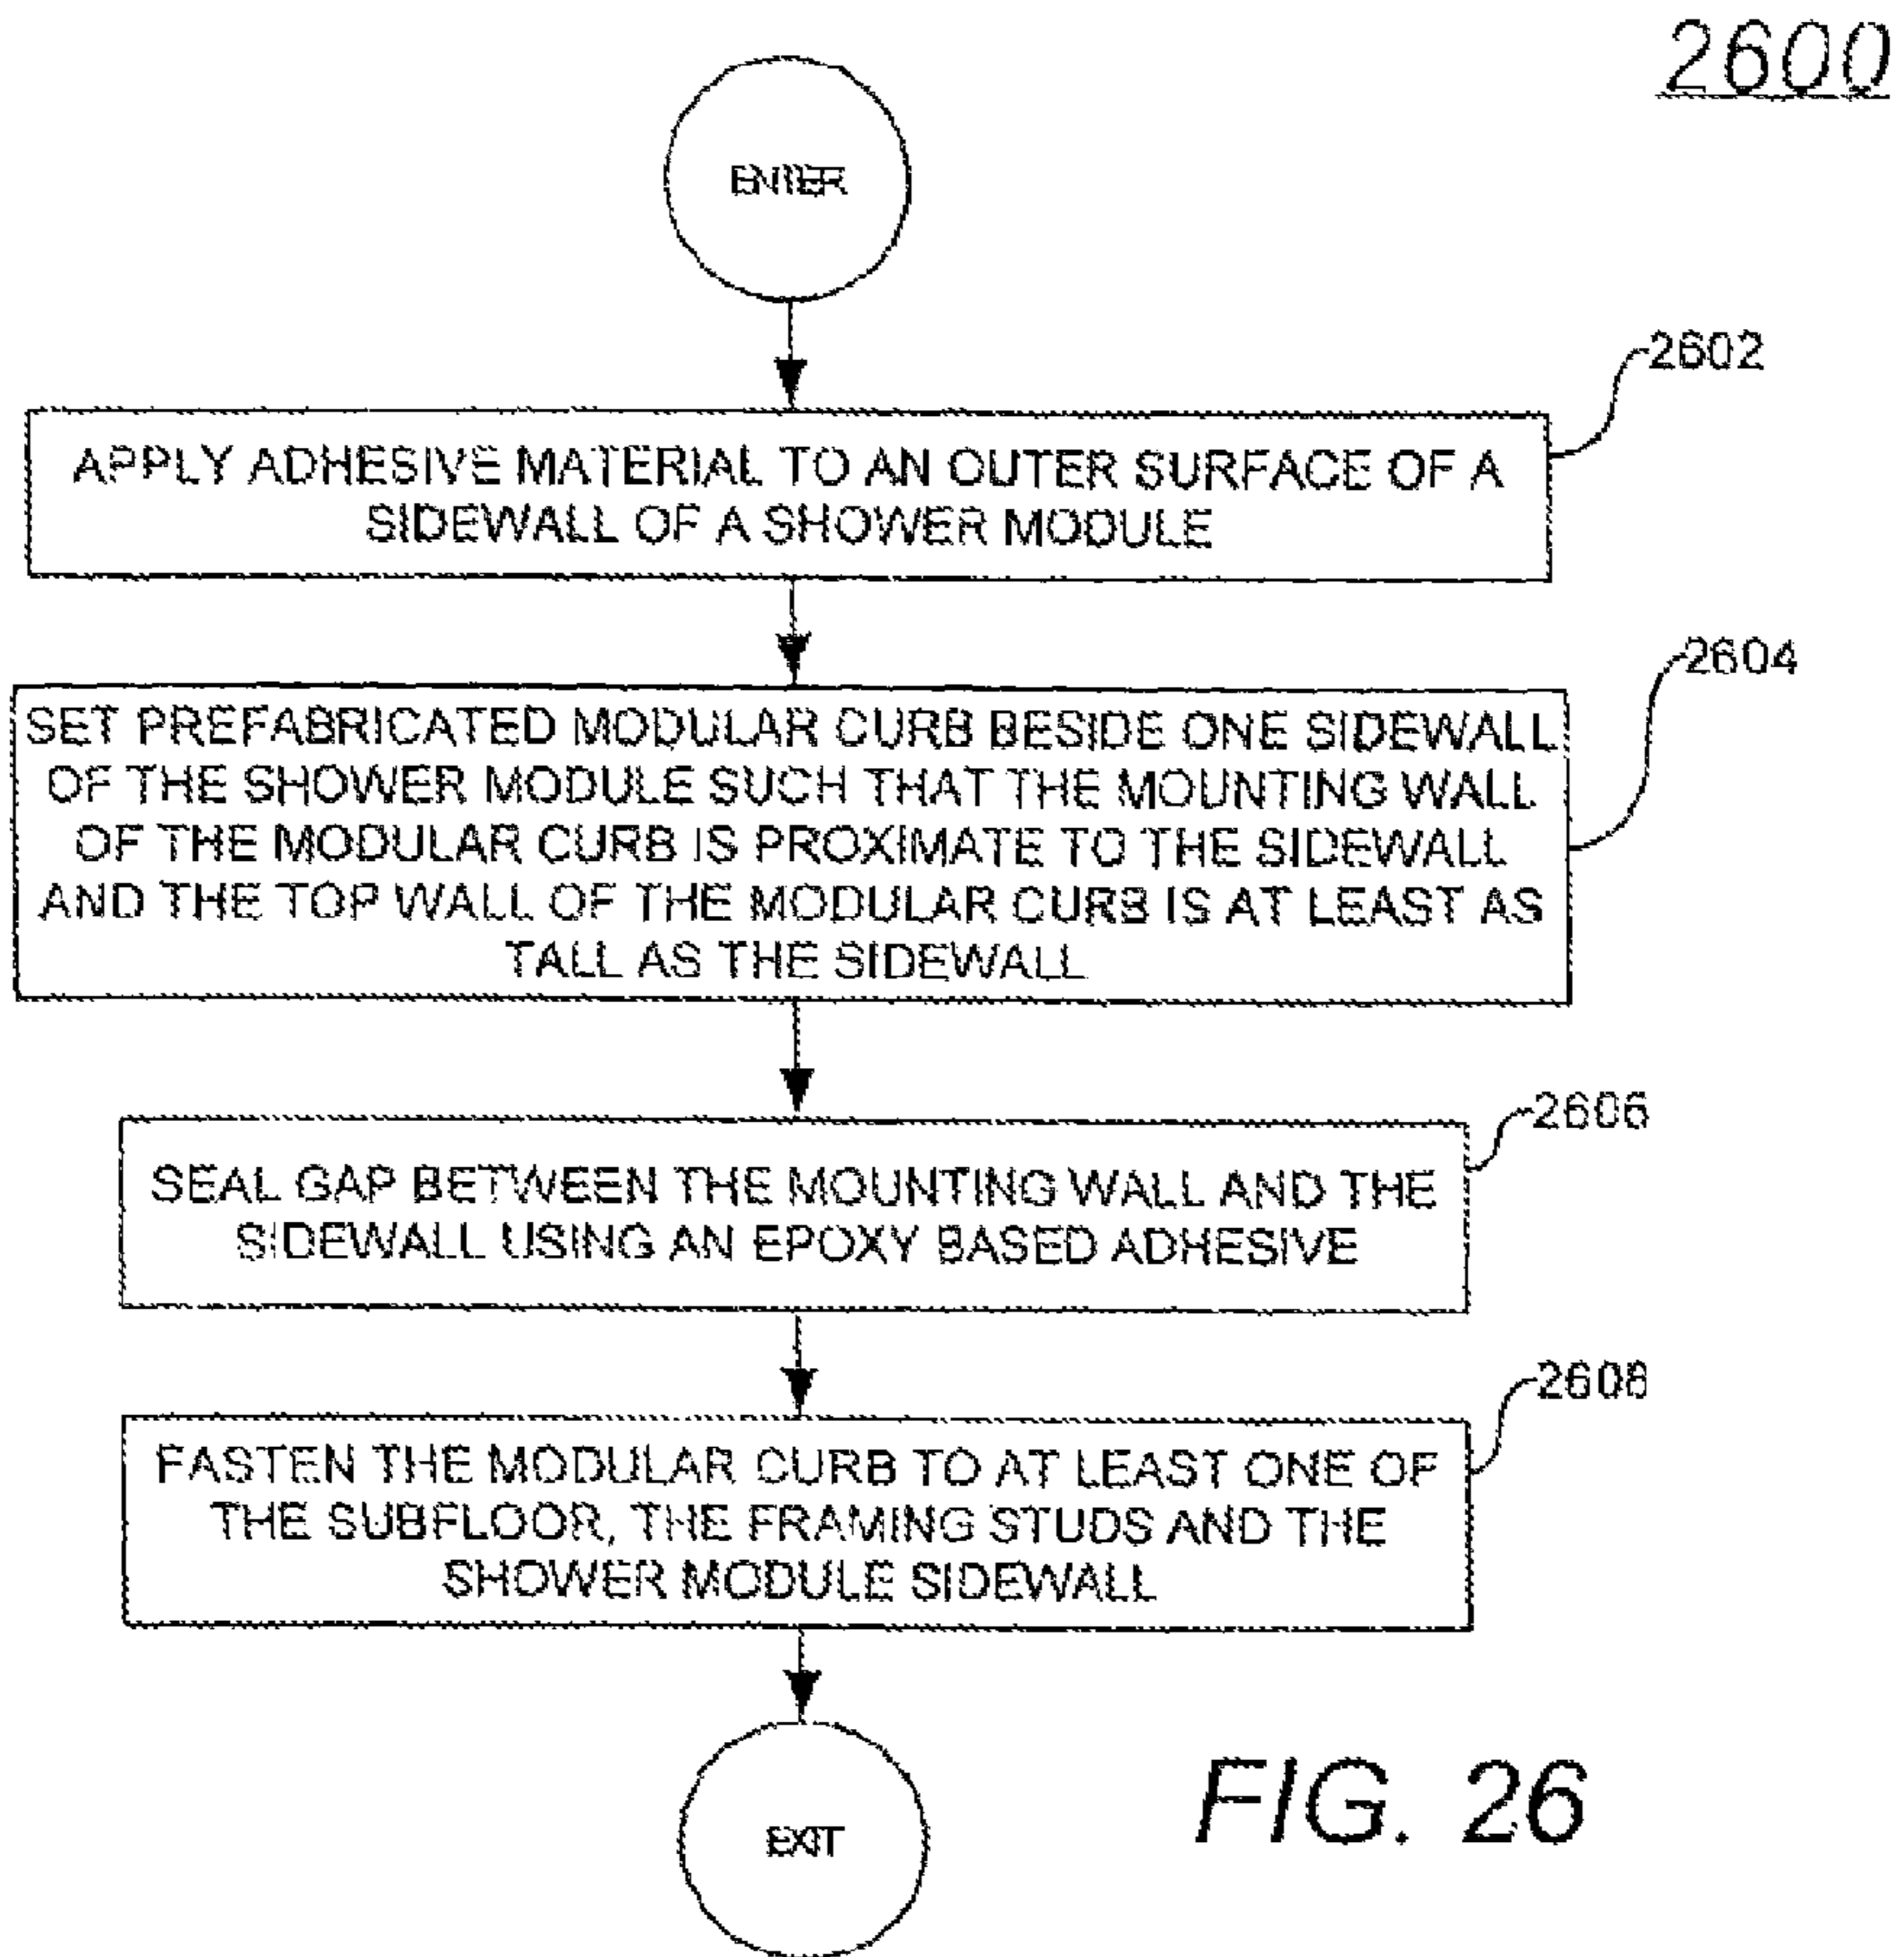 2600
ENTER
2602
APPLY ADHESIVE MATERIAL TO AN OUTER SURFACE OF A
SIDEWALL OF A SHOWER MODULE
2604
SET PREFABRICATED MODULAR CURB BESIDE ONE SIDEWALL
OF THE SHOWER MODULE SUCH THAT THE MOUNTING WALL
OF THE MODULAR CURB IS PROXIMATE TO THE SIDEWALL
AND THE TOP WALL OF THE MODULAR CURB IS AT LEAST AS
TALL AS THE SIDEWALL
2606
SEAL GAP BETWEEN THE MOUNTING WALL AND THE
SIDEWALL USING AN EPOXY BASED ADHESIVE
2608
FASTEN THE MODULAR CURB TO AT LEAST ONE OF
THE SUBFLOOR, THE FRAMING STUDS AND THE
SHOWER MODULE SIDEWALL
EXIT
FIG. 26